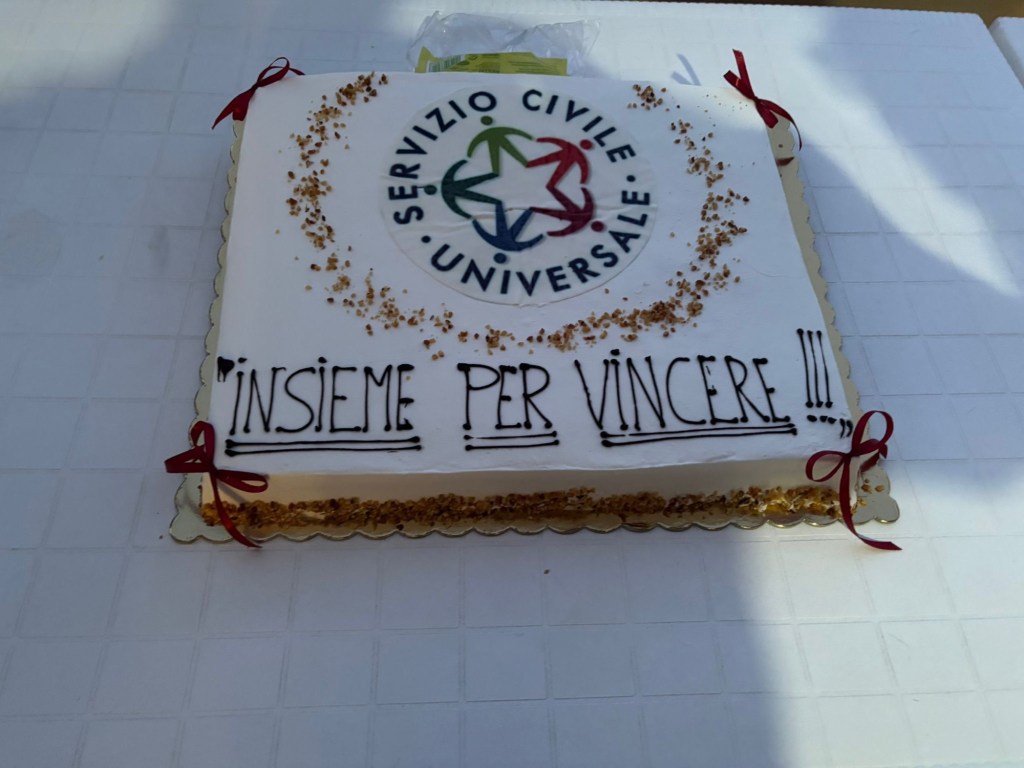 SERVIZIO CIVILE
• UNIVERSALE •
"INSIEME PER VINCERE !!!„